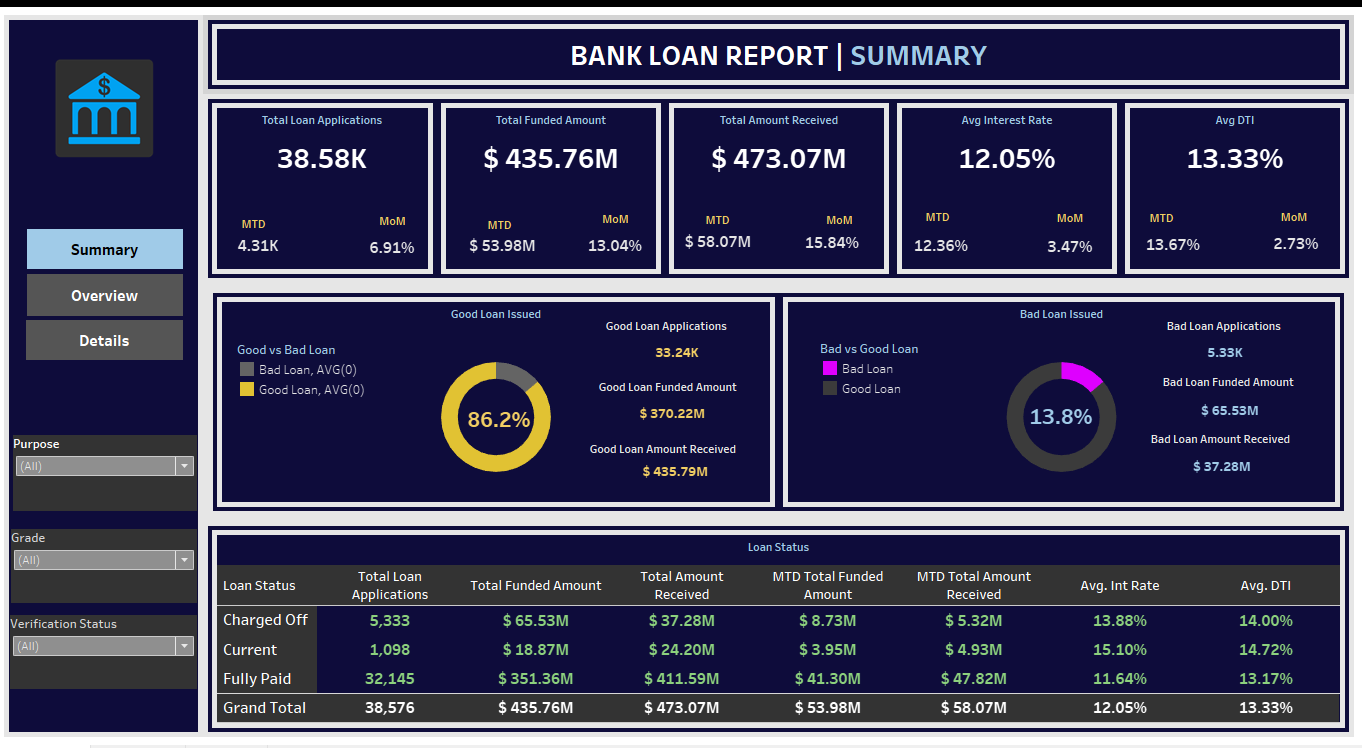 $
BANK LOAN REPORT | SUMMARY
Summary
Overview
Details
Purpose
(All)
Grade
(All)
Verification Status
(All)
Total Loan Applications
38.58K
MTD
MoM
4.31K
6.91%
Total Funded Amount
$ 435.76M
MTD
MoM
$ 53.98M
13.04%
Total Amount Received
$ 473.07M
MTD
MoM
$ 58.07M
15.84%
Avg Interest Rate
12.05%
MTD
MoM
12.36%
3.47%
Avg DTI
13.33%
MTD
MoM
13.67%
2.73%
Good Loan Issued
Good vs Bad Loan
Bad Loan, AVG(0)
Good Loan, AVG(0)
86.2%
Good Loan Applications
33.24K
Good Loan Funded Amount
$ 370.22M
Good Loan Amount Received
$ 435.79M
Bad Loan Issued
Bad vs Good Loan
Bad Loan
Good Loan
13.8%
Bad Loan Applications
5.33K
Bad Loan Funded Amount
$ 65.53M
Bad Loan Amount Received
$ 37.28M
Loan Status
Loan Status Total Loan Applications Total Funded Amount Total Amount Received MTD Total Funded Amount MTD Total Amount Received Avg. Int Rate Avg. DTI
Charged Off 5,333 $ 65.53M $ 37.28M $ 8.73M $ 5.32M 13.88% 14.00%
Current 1,098 $ 18.87M $ 24.20M $ 3.95M $ 4.93M 15.10% 14.72%
Fully Paid 32,145 $ 351.36M $ 411.59M $ 41.30M $ 47.82M 11.64% 13.17%
Grand Total 38,576 $ 435.76M $ 473.07M $ 53.98M $ 58.07M 12.05% 13.33%